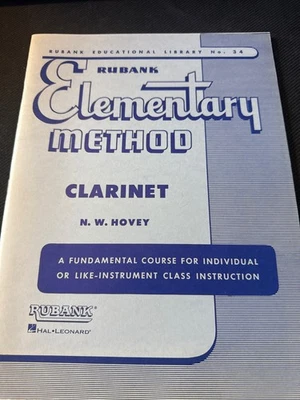 RUBANK EDUCATIONAL LIBRARY No. 34
RUBANK
Elementary
METHOD
CLARINET
N. W. HOVEY
A FUNDAMENTAL COURSE FOR INDIVIDUAL
OR LIKE-INSTRUMENT CLASS INSTRUCTION
RUBANK®
HAL•LEONARD®